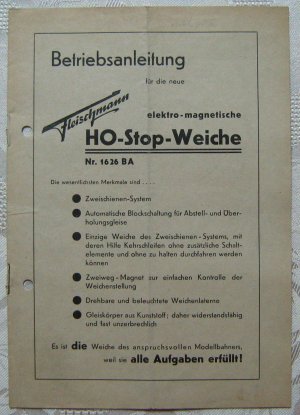 Betriebsanleitung
für die neue
Fleischmann
elektro-magnetische
HO-Stop-Weiche
Nr. 1626 BA
Die wesentlichsten Merkmale sind . . . .
Zweischienen-System
Automatische Blockschaltung für Abstell- und Über-
holungsgleise
Einzige Weiche des Zweischienen-Systems, mit
deren Hilfe Kehrschleifen ohne zusätzliche Schalt-
elemente und ohne zu halten durchfahren werden
können
Zweiweg-Magnet zur einfachen Kontrolle der
Weichenstellung
Drehbare und beleuchtete Weichenlaterne
Gleiskörper aus Kunststoff; daher widerstandsfähig
und fast unzerbrechlich
Es ist die Weiche des anspruchsvollen Modellbahners,
weil sie alle Aufgaben erfüllt!